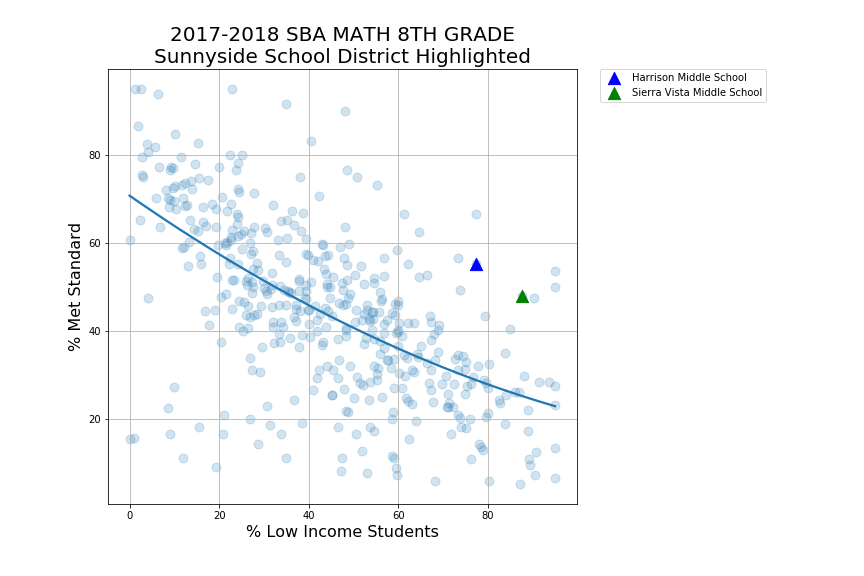 2017-2018 SBA MATH 8TH GRADE
Sunnyside School District Highlighted
Harrison Middle School
Sierra Vista Middle School
% Met Standard
80
60
40
20
0
20
40
60
80
% Low Income Students